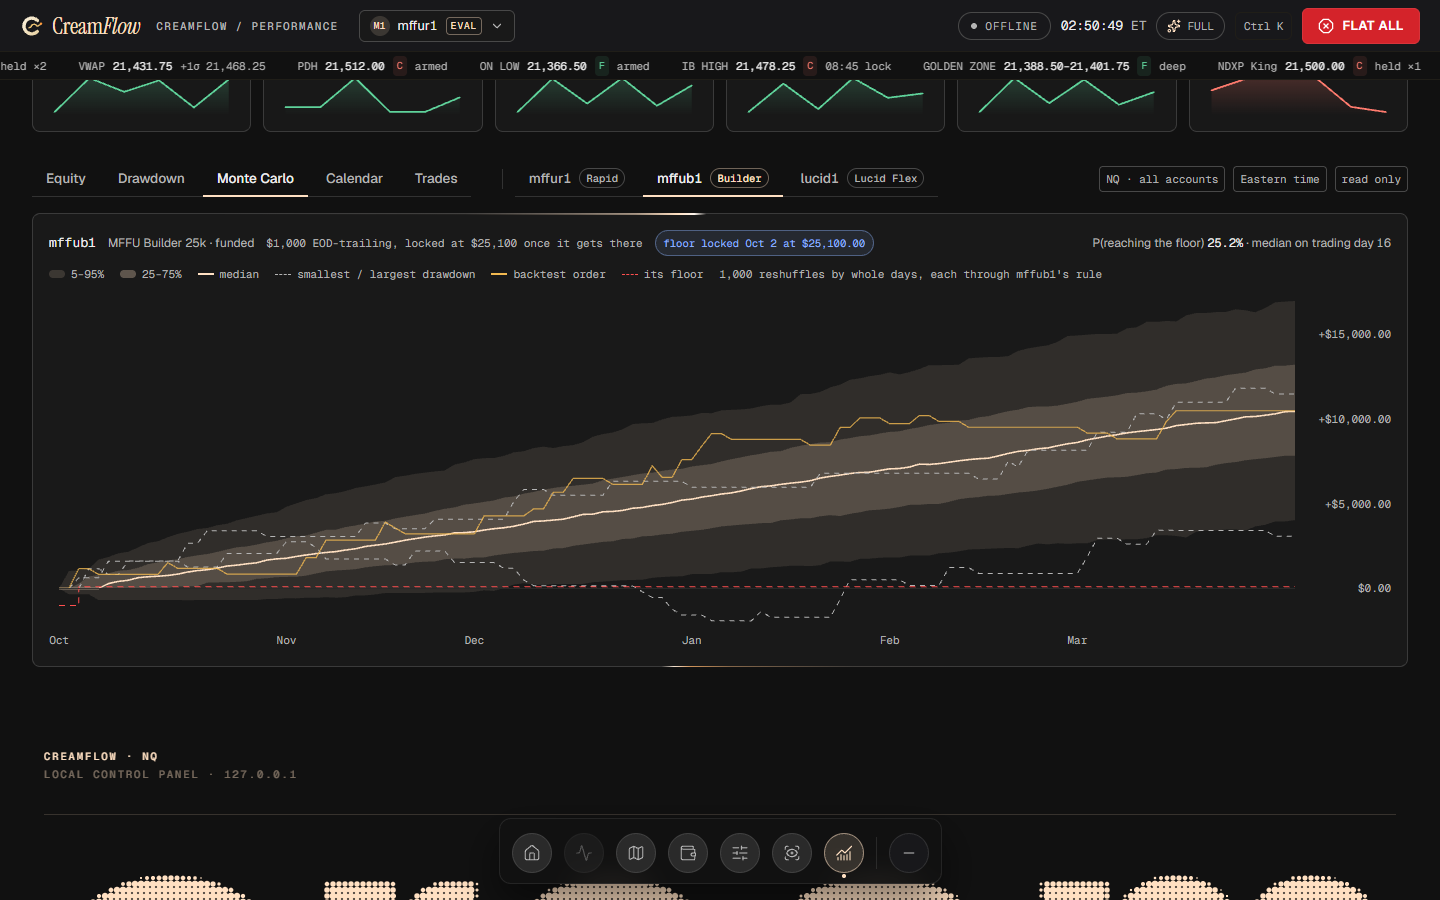 CreamFlow
CREAMFLOW / PERFORMANCE
M1 mffur1 EVAL
OFFLINE
02:50:49 ET
FULL
Ctrl K
FLAT ALL
held ×2 VWAP 21,431.75 +1σ 21,468.25 PDH 21,512.00 C armed ON LOW 21,366.50 F armed IB HIGH 21,478.25 C 08:45 lock GOLDEN ZONE 21,388.50–21,401.75 F deep NDXP King 21,500.00 C held ×1
Equity Drawdown Monte Carlo Calendar Trades
mffur1 Rapid mffub1 Builder lucid1 Lucid Flex
NQ · all accounts Eastern time read only
mffub1 MFFU Builder 25k · funded $1,000 EOD-trailing, locked at $25,100 once it gets there floor locked Oct 2 at $25,100.00
P(reaching the floor) 25.2% · median on trading day 16
5–95% 25–75% median smallest / largest drawdown backtest order its floor 1,000 reshuffles by whole days, each through mffub1's rule
+$15,000.00
+$10,000.00
+$5,000.00
$0.00
Oct Nov Dec Jan Feb Mar
CREAMFLOW · NQ
LOCAL CONTROL PANEL · 127.0.0.1